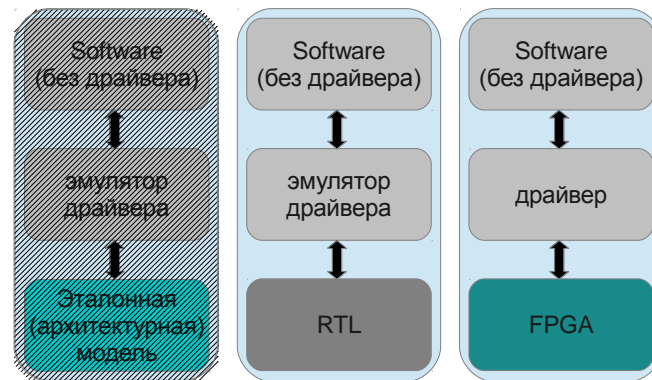 Software
(без драйвера)
эмулятор
драйвера
Эталонная
(архитектурная)
модель
Software
(без драйвера)
эмулятор
драйвера
RTL
Software
(без драйвера)
драйвер
FPGA